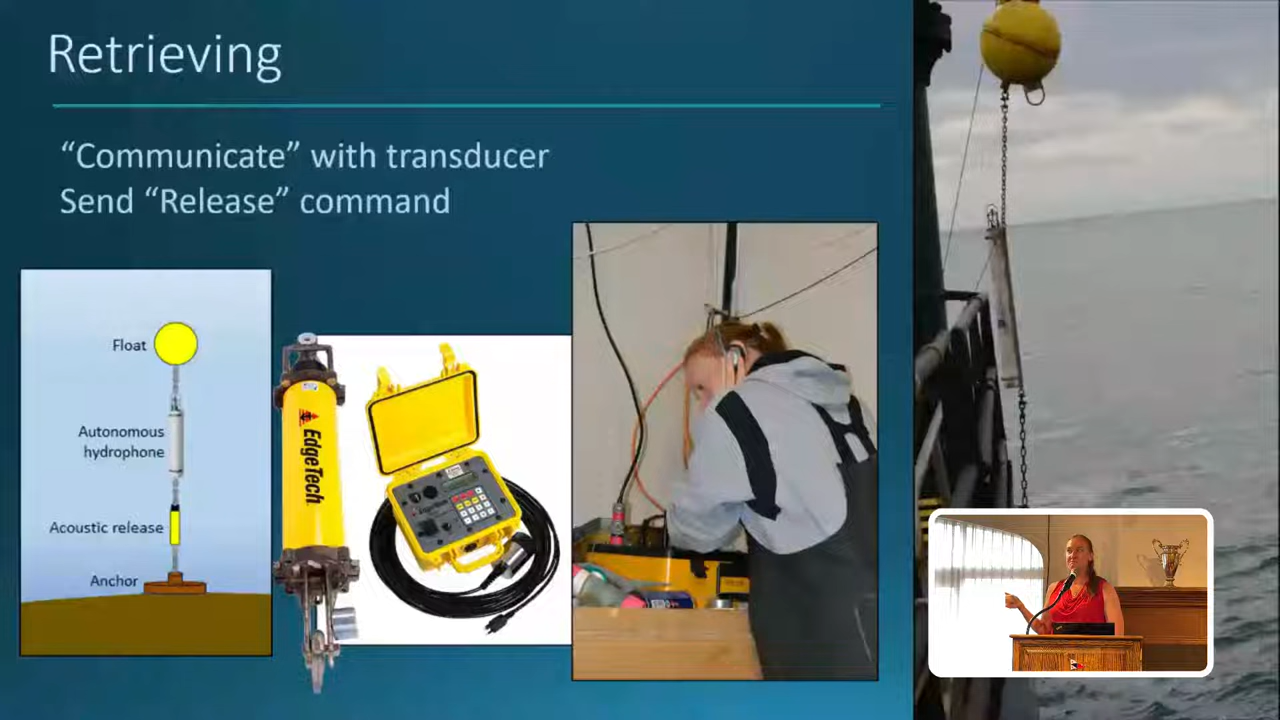 Retrieving
“Communicate” with transducer
Send “Release” command
Float
Autonomous
hydrophone
Acoustic release
Anchor
EdgeTech